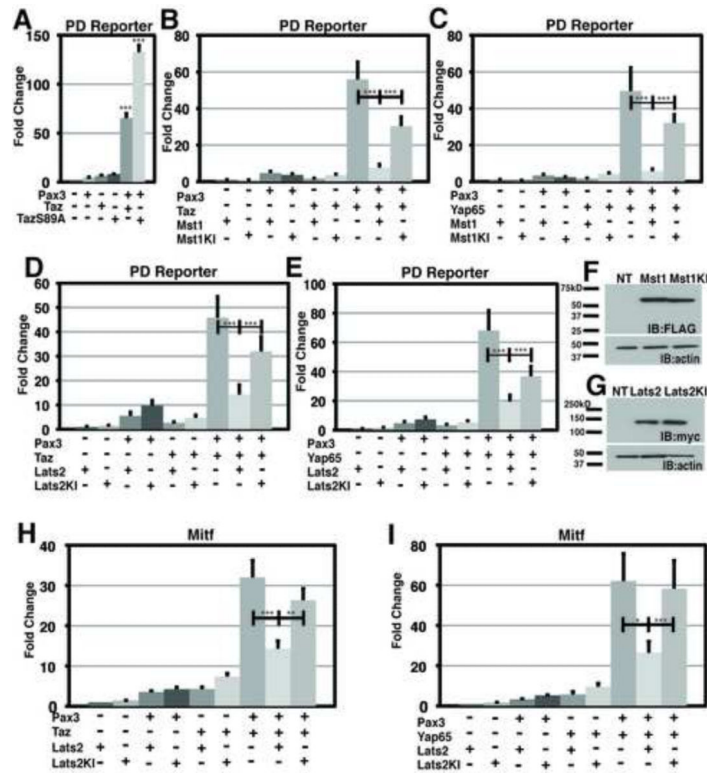 A
PD Reporter
Fold Change
150
100
50
0
Pax3 - + - - + +
Taz - - + - + -
TazS89A - - - + - +
B
PD Reporter
Fold Change
80
60
40
20
0
*** ***
Pax3 - - + + - - + + +
Taz - - - - + + + + +
Mst1 + - + - + - - + -
Mst1KI - + - + - + - - +
C
PD Reporter
Fold Change
80
60
40
20
0
*** ***
Pax3 - - + + - - + + +
Yap65 - - - - + + + + +
Mst1 + - + - + - - + -
Mst1KI - + - + - + - - +
D
PD Reporter
Fold Change
60
50
40
30
20
10
0
*** ***
Pax3 - - + + - - + + +
Taz - - - - + + + + +
Lats2 + - + - + - - + -
Lats2KI - + - + - + - - +
E
PD Reporter
Fold Change
100
80
60
40
20
0
*** ***
Pax3 - - + + - - + + +
Yap65 - - - - + + + + +
Lats2 + - + - + - - + -
Lats2KI - + - + - + - - +
F
NT Mst1 Mst1KI
75kD
50
37
25
IB:FLAG
50
37
IB:actin
G
NT Lats2 Lats2KI
250kD
150
100
IB:myc
50
37
IB:actin
H
Mitf
Fold Change
40
30
20
10
0
*** **
Pax3 - - + + - - + + +
Taz - - - - + + + + +
Lats2 + - + - + - - + -
Lats2KI - + - + - + - - +
I
Mitf
Fold Change
80
60
40
20
0
* ***
Pax3 - - + + - - + + +
Yap65 - - - - + + + + +
Lats2 + - + - + - - + -
Lats2KI - + - + - + - - +